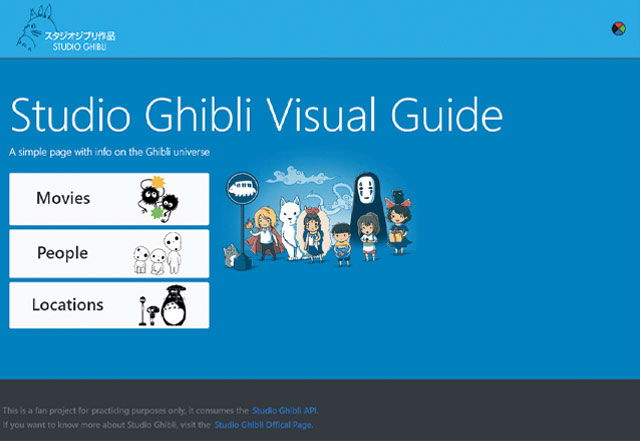 スタジオジブリ作品
STUDIO GHIBLI
Studio Ghibli Visual Guide
A simple page with info on the Ghibli universe
Movies
People
Locations
This is a fan project for practicing purposes only, it consumes the Studio Ghibli API.
If you want to know more about Studio Ghibli, visit the Studio Ghibli Offical Page.